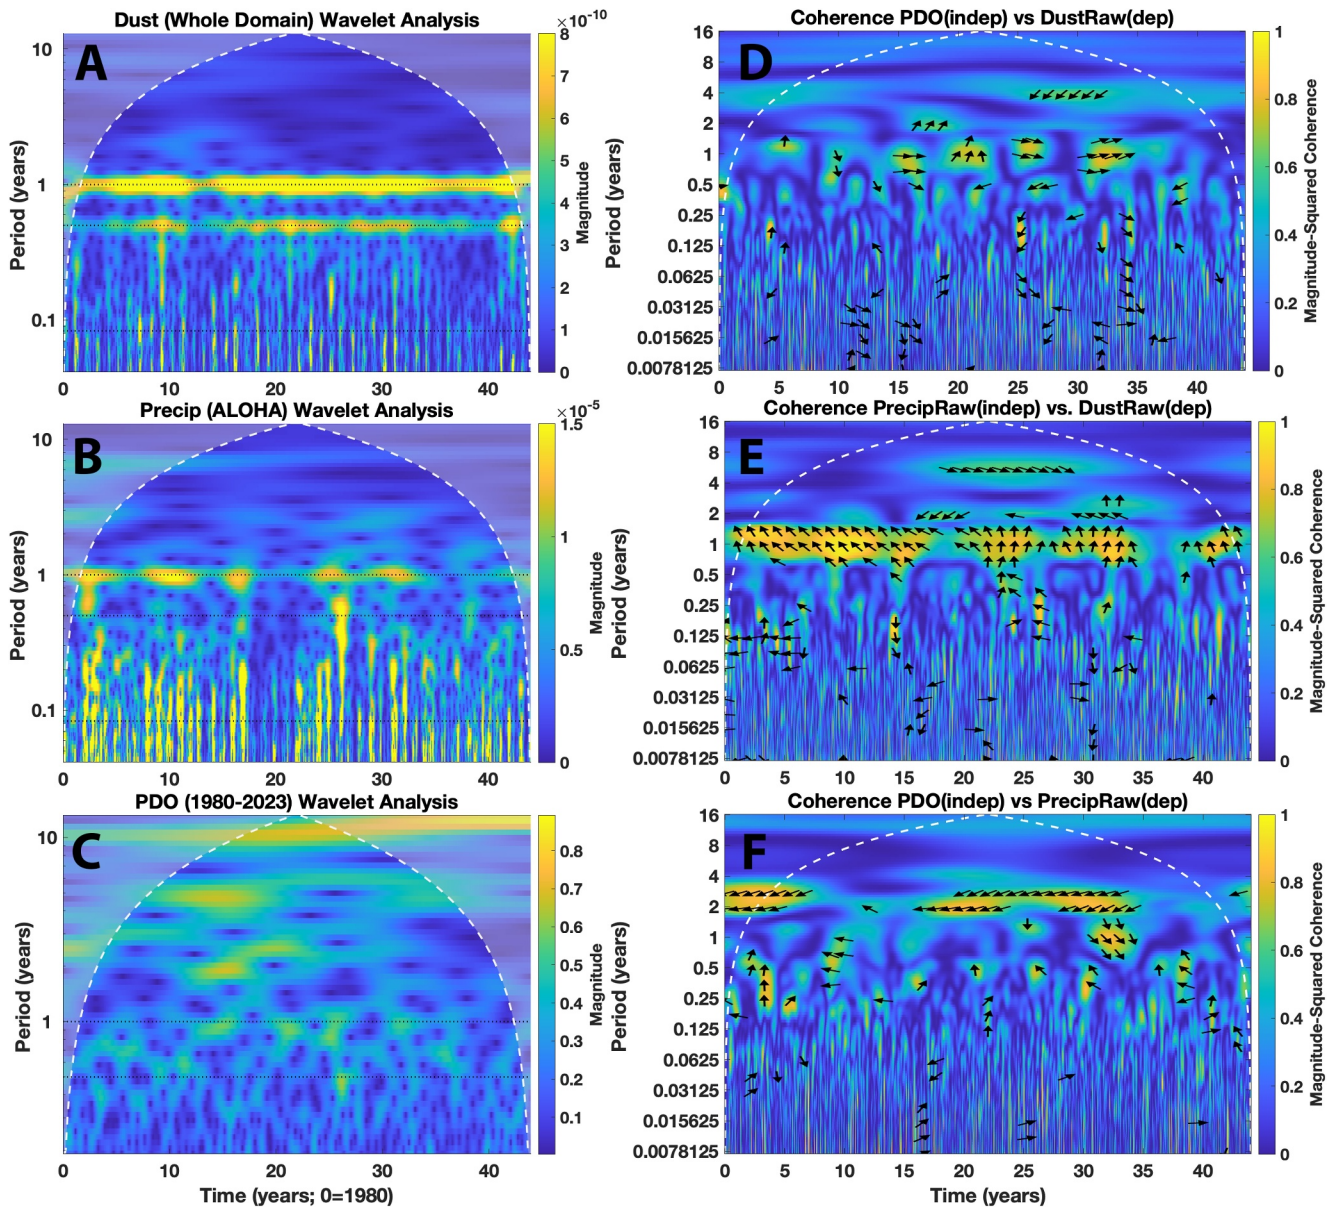 Dust (Whole Domain) Wavelet Analysis
×10⁻¹⁰
A
Period (years)
10
1
0.1
0 10 20 30 40
8
7
6
5
4
3
2
1
0
Magnitude
Precip (ALOHA) Wavelet Analysis
×10⁻⁵
B
Period (years)
10
1
0.1
0 10 20 30 40
1.5
1
0.5
0
Magnitude
PDO (1980-2023) Wavelet Analysis
C
Period (years)
10
1
0 10 20 30 40
Time (years; 0=1980)
0.8
0.7
0.6
0.5
0.4
0.3
0.2
0.1
Magnitude
Coherence PDO(indep) vs DustRaw(dep)
D
Period (years)
16
8
4
2
1
0.5
0.25
0.125
0.0625
0.03125
0.015625
0.0078125
0 5 10 15 20 25 30 35 40
1
0.8
0.6
0.4
0.2
0
Magnitude-Squared Coherence
Coherence PrecipRaw(indep) vs. DustRaw(dep)
E
Period (years)
16
8
4
2
1
0.5
0.25
0.125
0.0625
0.03125
0.015625
0.0078125
0 5 10 15 20 25 30 35 40
1
0.8
0.6
0.4
0.2
0
Magnitude-Squared Coherence
Coherence PDO(indep) vs PrecipRaw(dep)
F
Period (years)
16
8
4
2
1
0.5
0.25
0.125
0.0625
0.03125
0.015625
0.0078125
0 5 10 15 20 25 30 35 40
Time (years)
1
0.8
0.6
0.4
0.2
0
Magnitude-Squared Coherence